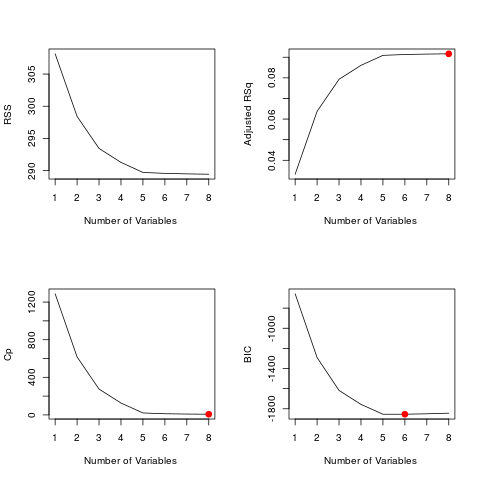 RSS
305
300
295
290
1 2 3 4 5 6 7 8
Number of Variables
Adjusted RSq
0.08
0.06
0.04
1 2 3 4 5 6 7 8
Number of Variables
Cp
1200
800
400
0
1 2 3 4 5 6 7 8
Number of Variables
BIC
-1000
-1400
-1800
1 2 3 4 5 6 7 8
Number of Variables